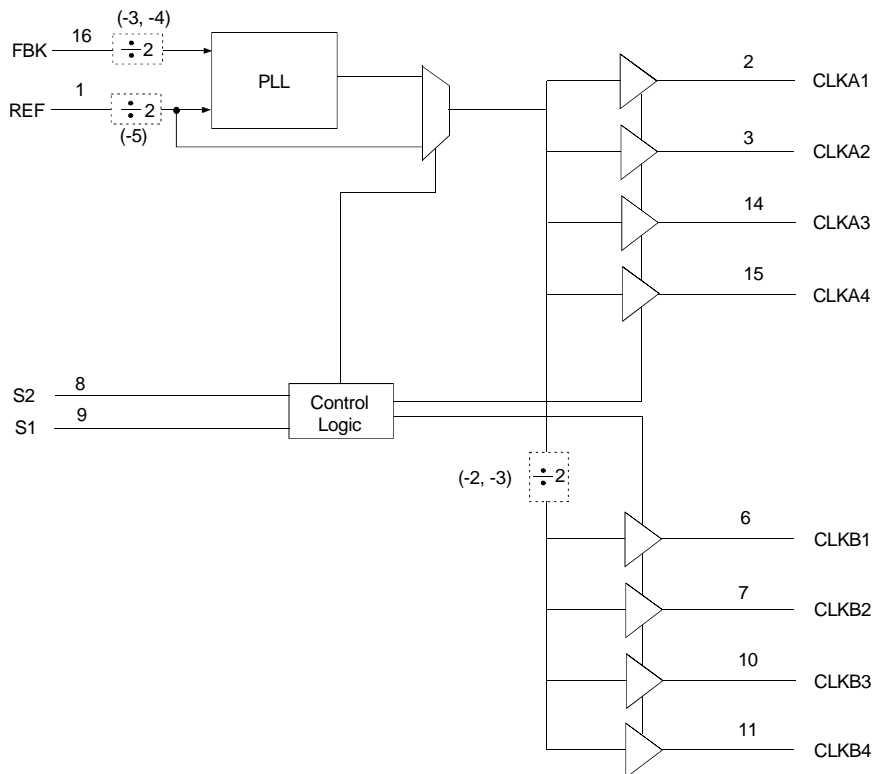 (-3, -4)
FBK 16 ÷2
PLL
REF 1 ÷2
(-5)
2 CLKA1
3 CLKA2
14 CLKA3
15 CLKA4
S2 8
S1 9
Control
Logic
(-2, -3) ÷2
6 CLKB1
7 CLKB2
10 CLKB3
11 CLKB4